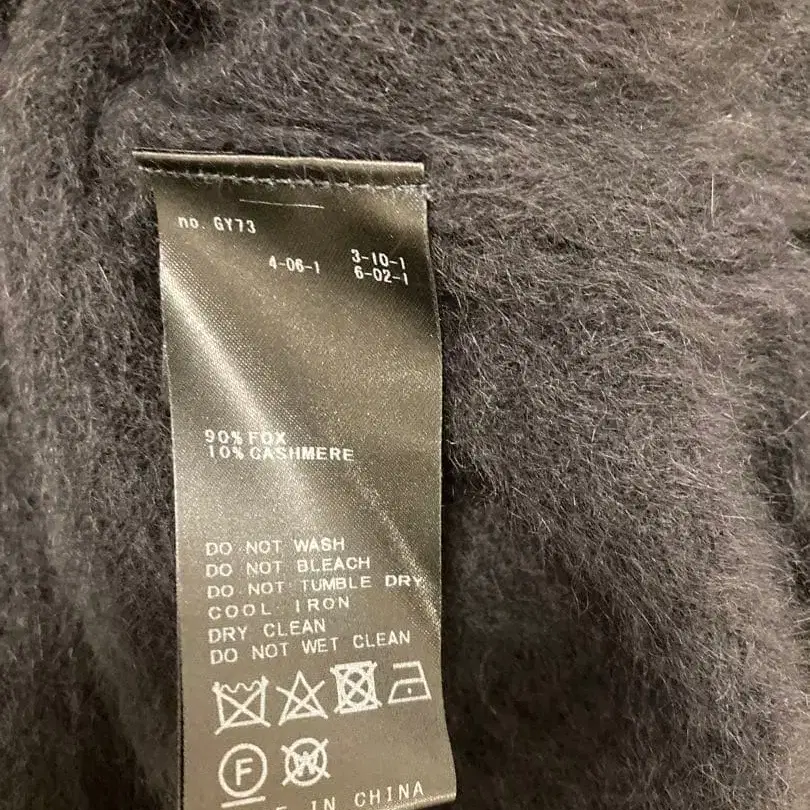 no. GY73
3-10-1
4-06-1 6-02-1
90% FOX
10% CASHMERE
DO NOT WASH
DO NOT BLEACH
DO NOT TUMBLE DRY
COOL IRON
DRY CLEAN
DO NOT WET CLEAN
F W
IN CHINA